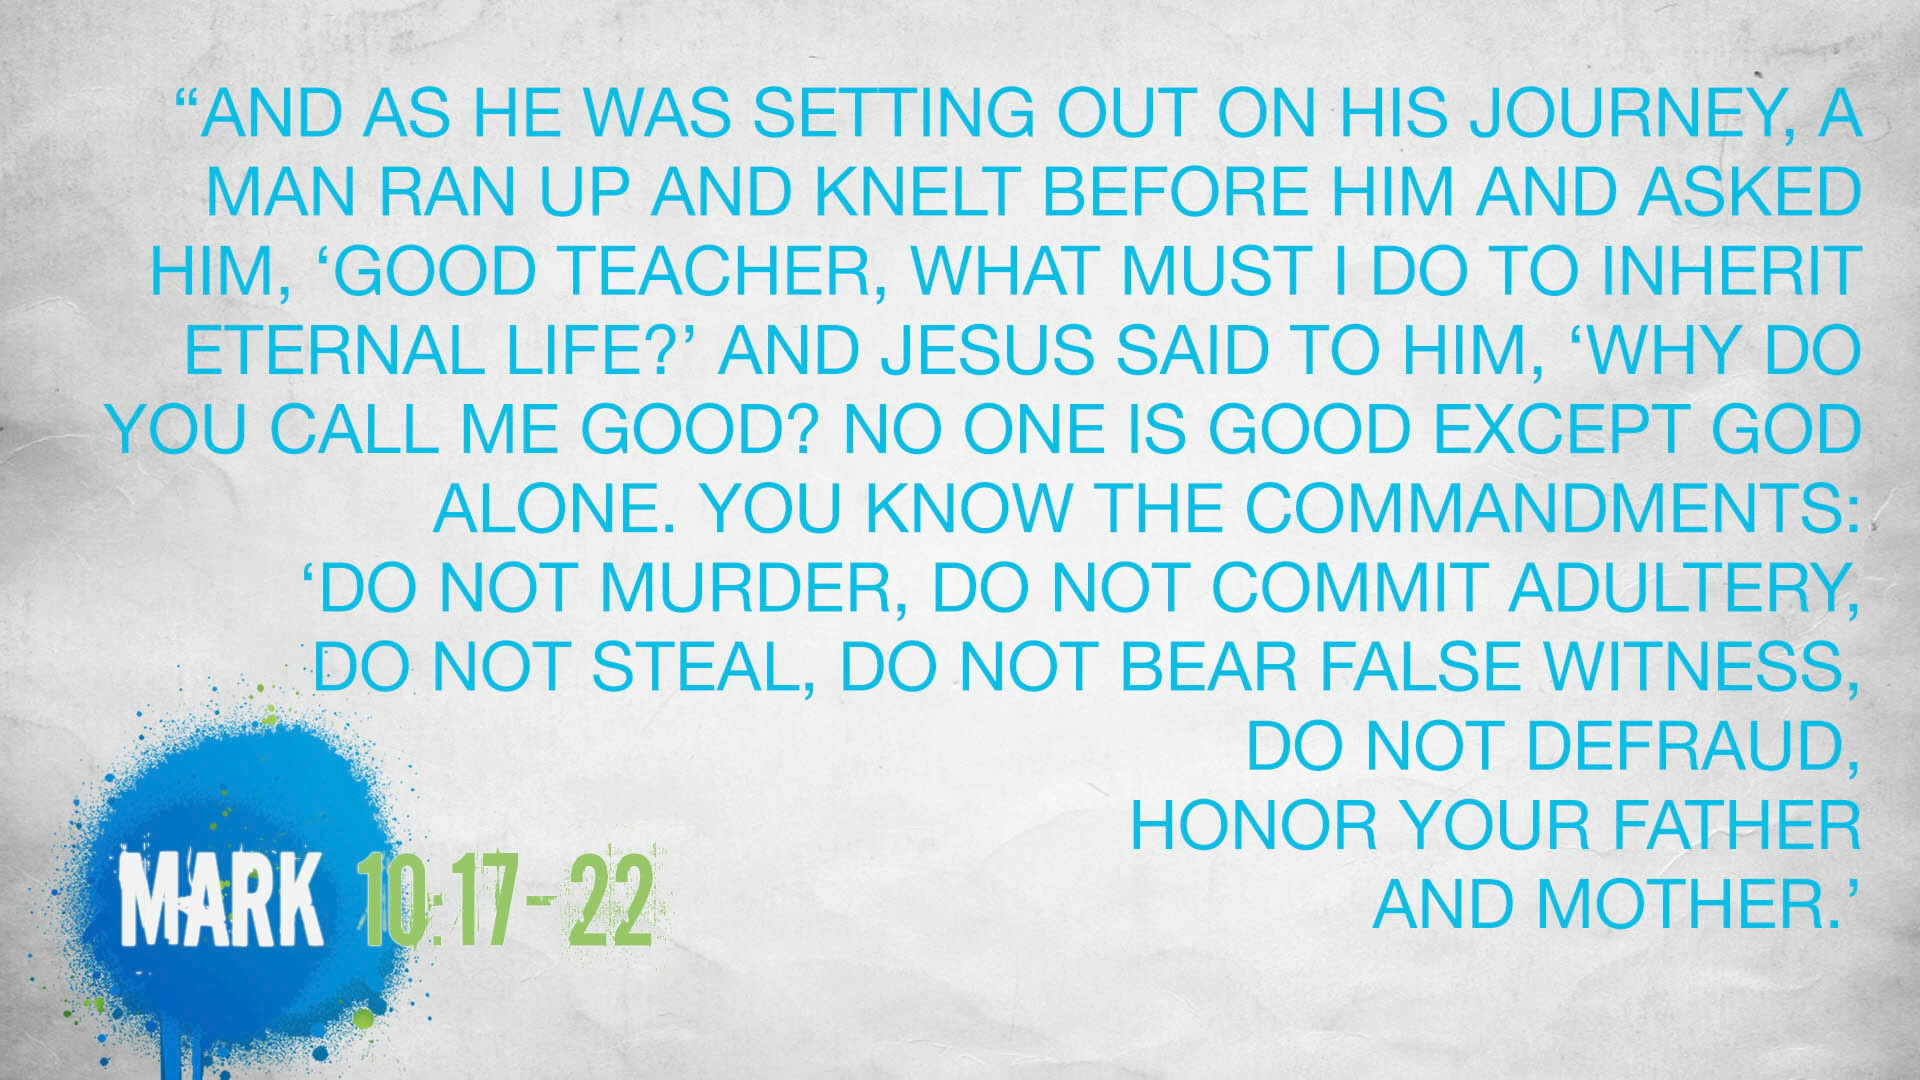 “AND AS HE WAS SETTING OUT ON HIS JOURNEY, A
MAN RAN UP AND KNELT BEFORE HIM AND ASKED
HIM, ‘GOOD TEACHER, WHAT MUST I DO TO INHERIT
ETERNAL LIFE?’ AND JESUS SAID TO HIM, ‘WHY DO
YOU CALL ME GOOD? NO ONE IS GOOD EXCEPT GOD
ALONE. YOU KNOW THE COMMANDMENTS:
‘DO NOT MURDER, DO NOT COMMIT ADULTERY,
DO NOT STEAL, DO NOT BEAR FALSE WITNESS,
DO NOT DEFRAUD,
HONOR YOUR FATHER
AND MOTHER.’
MARK 10:17-22